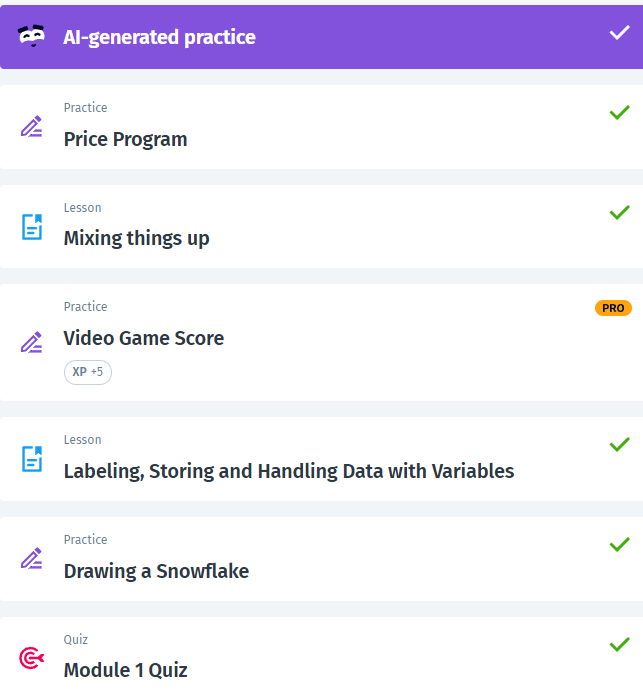 AI-generated practice
Practice
Price Program
Lesson
Mixing things up
Practice
PRO
Video Game Score
XP +5
Lesson
Labeling, Storing and Handling Data with Variables
Practice
Drawing a Snowflake
Quiz
Module 1 Quiz